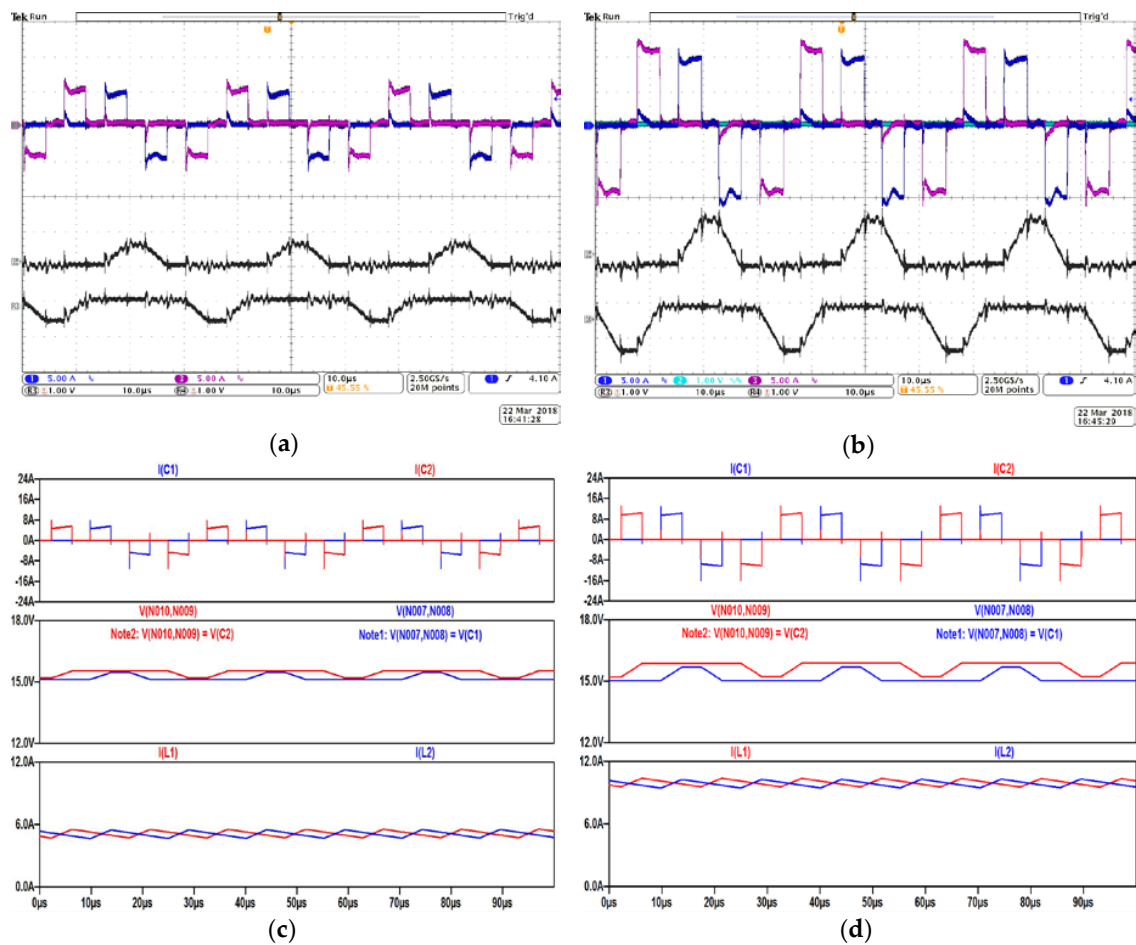 Tek Run
Trig'd
1 5.00 A
3 5.00 A
R3 1.00 V 10.0µs
R4 1.00 V 10.0µs
10.0µs
45.55 %
2.50GS/s
20M points
1
4.10 A
22 Mar 2018
16:41:28
(a)
Tek Run
Trig'd
1 5.00 A
2 1.00 V
3 5.00 A
1.00 V 10.0µs
R4 1.00 V 10.0µs
10.0µs
45.55 %
2.50GS/s
20M points
1
4.10 A
22 Mar 2018
16:45:29
(b)
I(C1)
I(C2)
24A
16A
8A
0A
-8A
-16A
-24A
V(N010,N009)
V(N007,N008)
18.0V
Note2: V(N010,N009) = V(C2)
Note1: V(N007,N008) = V(C1)
15.0V
12.0V
I(L1)
I(L2)
12.0A
6.0A
0.0A
0µs 10µs 20µs 30µs 40µs 50µs 60µs 70µs 80µs 90µs
(c)
I(C1)
I(C2)
24A
16A
8A
0A
-8A
-16A
-24A
V(N010,N009)
V(N007,N008)
18.0V
Note2: V(N010,N009) = V(C2)
Note1: V(N007,N008) = V(C1)
15.0V
12.0V
I(L1)
I(L2)
12.0A
6.0A
0.0A
0µs 10µs 20µs 30µs 40µs 50µs 60µs 70µs 80µs 90µs
(d)